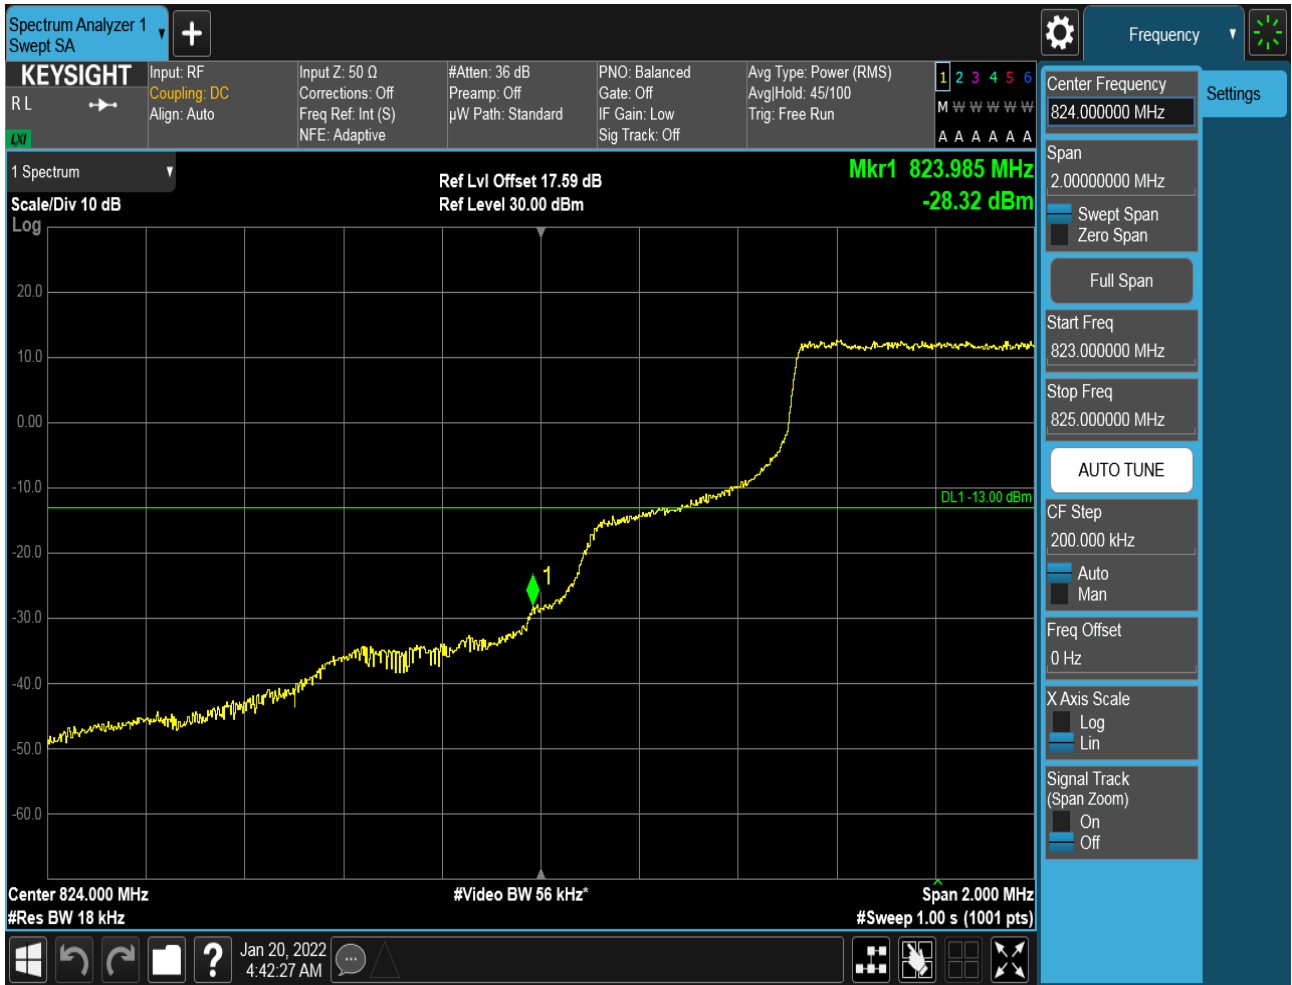 Spectrum Analyzer 1
Swept SA
Frequency
KEYSIGHT
R L
LXI
Input: RF
Coupling: DC
Align: Auto
Input Z: 50 Ω
Corrections: Off
Freq Ref: Int (S)
NFE: Adaptive
#Atten: 36 dB
Preamp: Off
µW Path: Standard
PNO: Balanced
Gate: Off
IF Gain: Low
Sig Track: Off
Avg Type: Power (RMS)
Avg|Hold: 45/100
Trig: Free Run
1 2 3 4 5 6
M W W W W W
A A A A A A
1 Spectrum
Scale/Div 10 dB
Log
Ref Lvl Offset 17.59 dB
Ref Level 30.00 dBm
Mkr1 823.985 MHz
-28.32 dBm
20.0
10.0
0.00
-10.0
-20.0
-30.0
-40.0
-50.0
-60.0
DL1 -13.00 dBm
1
Center 824.000 MHz
#Res BW 18 kHz
#Video BW 56 kHz*
Span 2.000 MHz
#Sweep 1.00 s (1001 pts)
Jan 20, 2022
4:42:27 AM
Settings
Center Frequency
824.000000 MHz
Span
2.00000000 MHz
Swept Span
Zero Span
Full Span
Start Freq
823.000000 MHz
Stop Freq
825.000000 MHz
AUTO TUNE
CF Step
200.000 kHz
Auto
Man
Freq Offset
0 Hz
X Axis Scale
Log
Lin
Signal Track
(Span Zoom)
On
Off